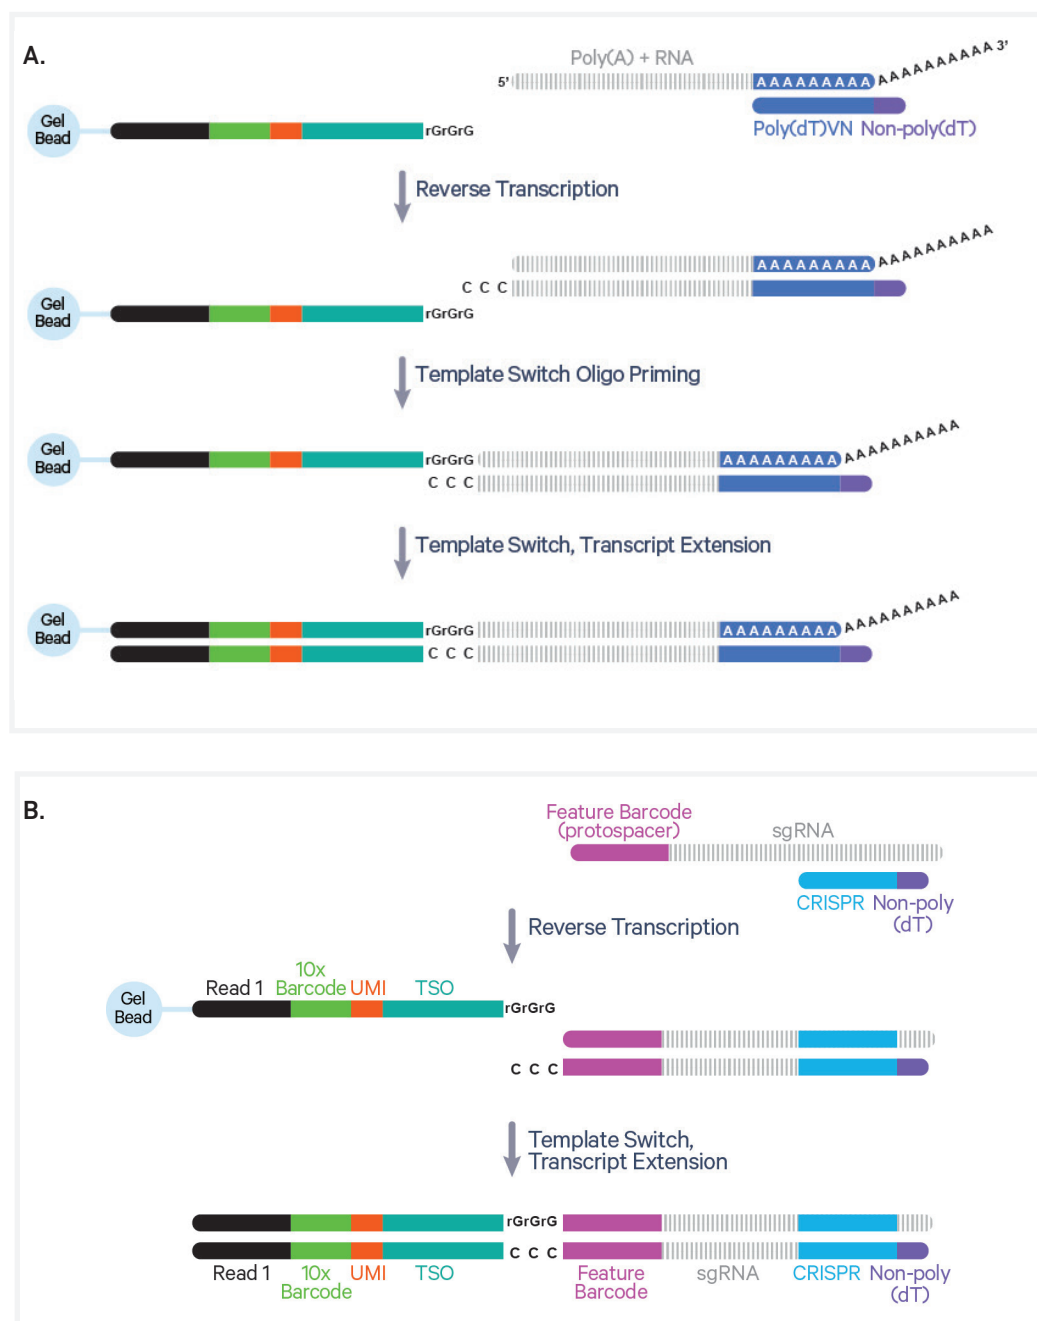 A.
Poly(A) + RNA
5’ AAAAAAAAA AAAAAAAAAA 3’
Gel
Bead
rGrGrG
Poly(dT)VN Non-poly(dT)
Reverse Transcription
AAAAAAAAA AAAAAAAAAA
C C C
Gel
Bead
rGrGrG
Template Switch Oligo Priming
Gel
Bead
rGrGrG AAAAAAAAA AAAAAAAAAA
C C C
Template Switch, Transcript Extension
Gel
Bead
rGrGrG AAAAAAAAA AAAAAAAAAA
C C C
B.
Feature Barcode
(protospacer)
sgRNA
CRISPR Non-poly
(dT)
Reverse Transcription
Read 1 10x
Barcode UMI TSO
Gel
Bead
rGrGrG
C C C
Template Switch,
Transcript Extension
rGrGrG
C C C
Read 1 10x
Barcode UMI TSO Feature
Barcode sgRNA CRISPR Non-poly
(dT)